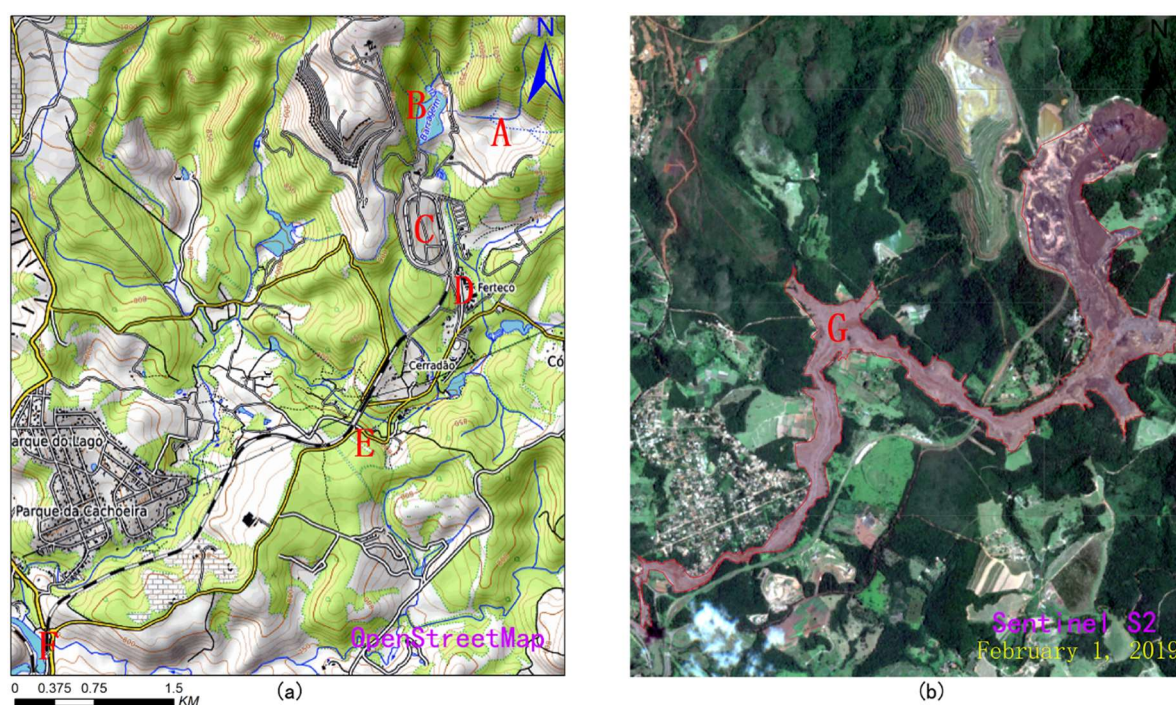 N
A
B
Barragem
C
D
Ferteco
Cerradão
Có
E
arque do Lago
Parque da Cachoeira
F
OpenStreetMap
0 0.375 0.75 1.5
KM
(a)
N
G
Sentinel S2
February 1, 2019
(b)